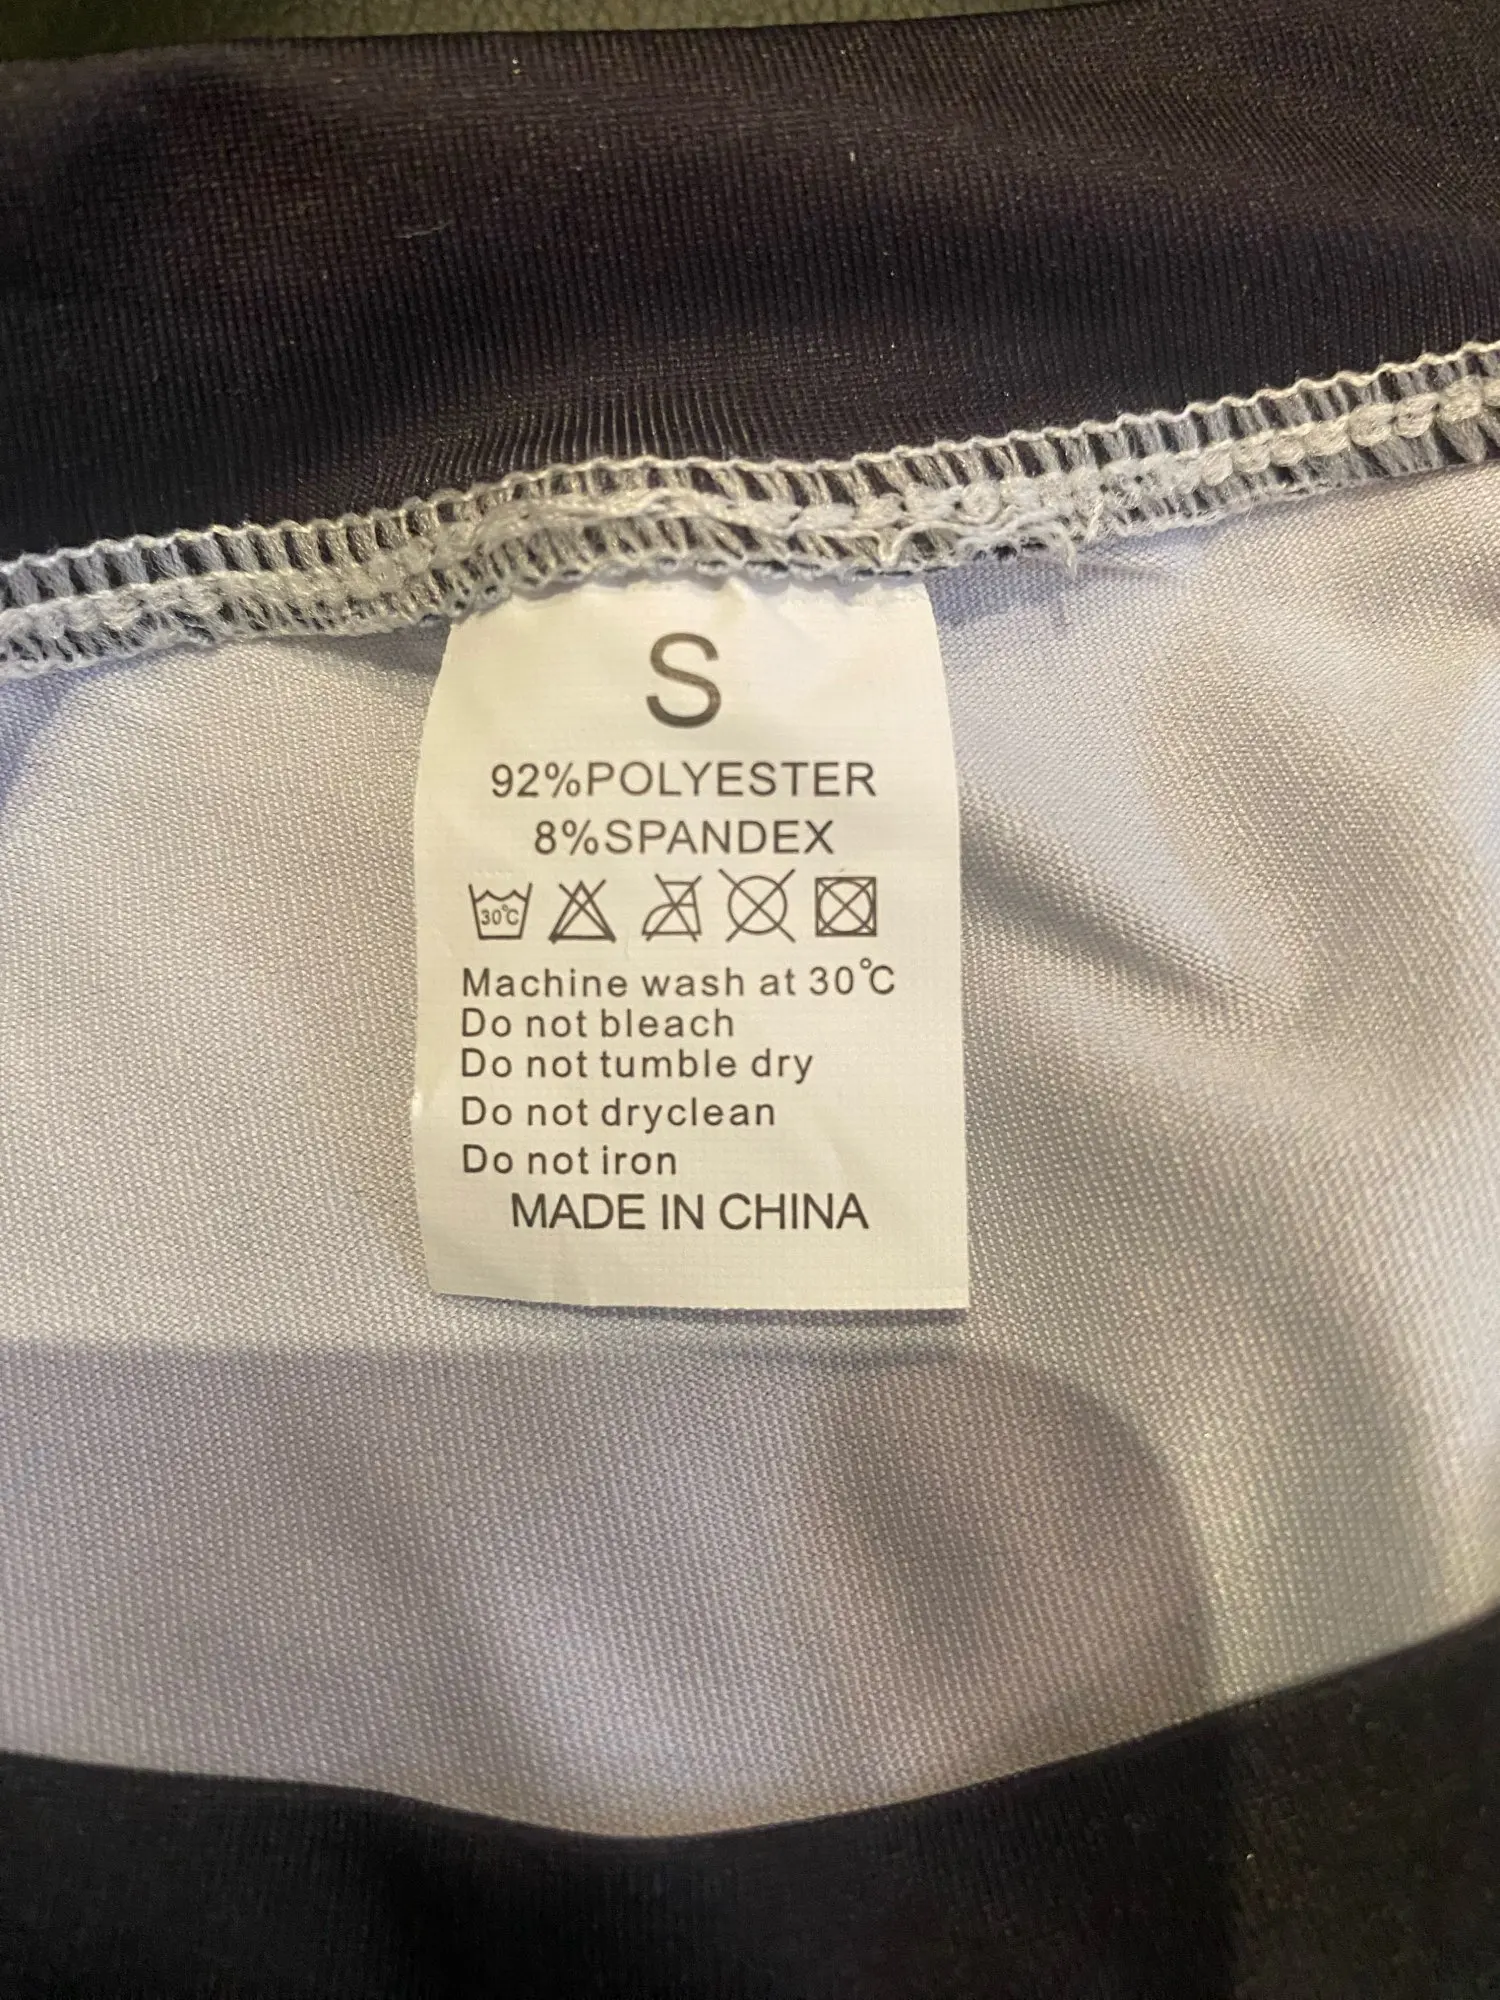 S
92%POLYESTER
8%SPANDEX
30℃
Machine wash at 30℃
Do not bleach
Do not tumble dry
Do not dryclean
Do not iron
MADE IN CHINA